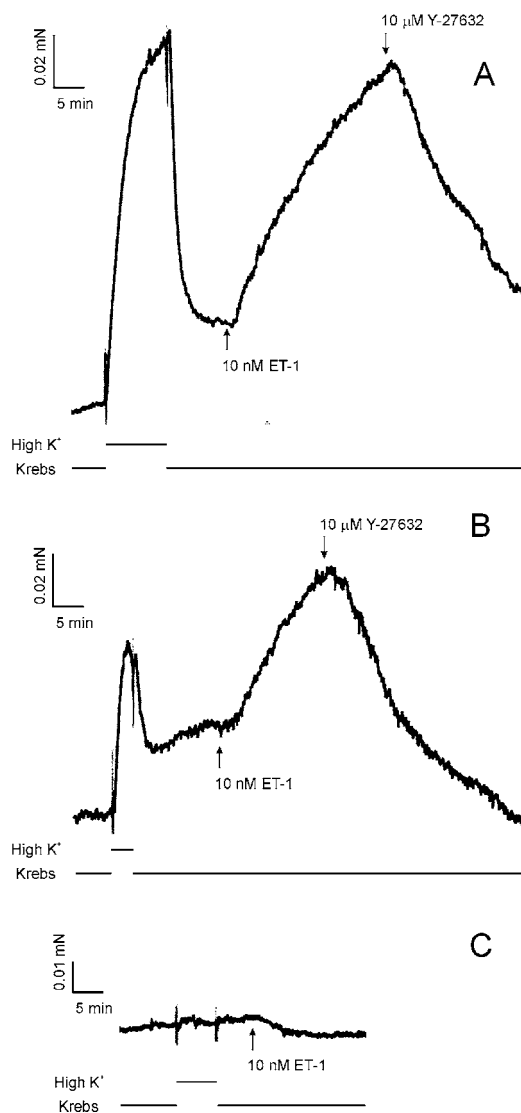 10 μM Y-27632
A
0.02 mN
5 min
10 nM ET-1
High K⁺
Krebs
10 μM Y-27632
B
0.02 mN
5 min
10 nM ET-1
High K⁺
Krebs
C
0.01 mN
5 min
10 nM ET-1
High K⁺
Krebs